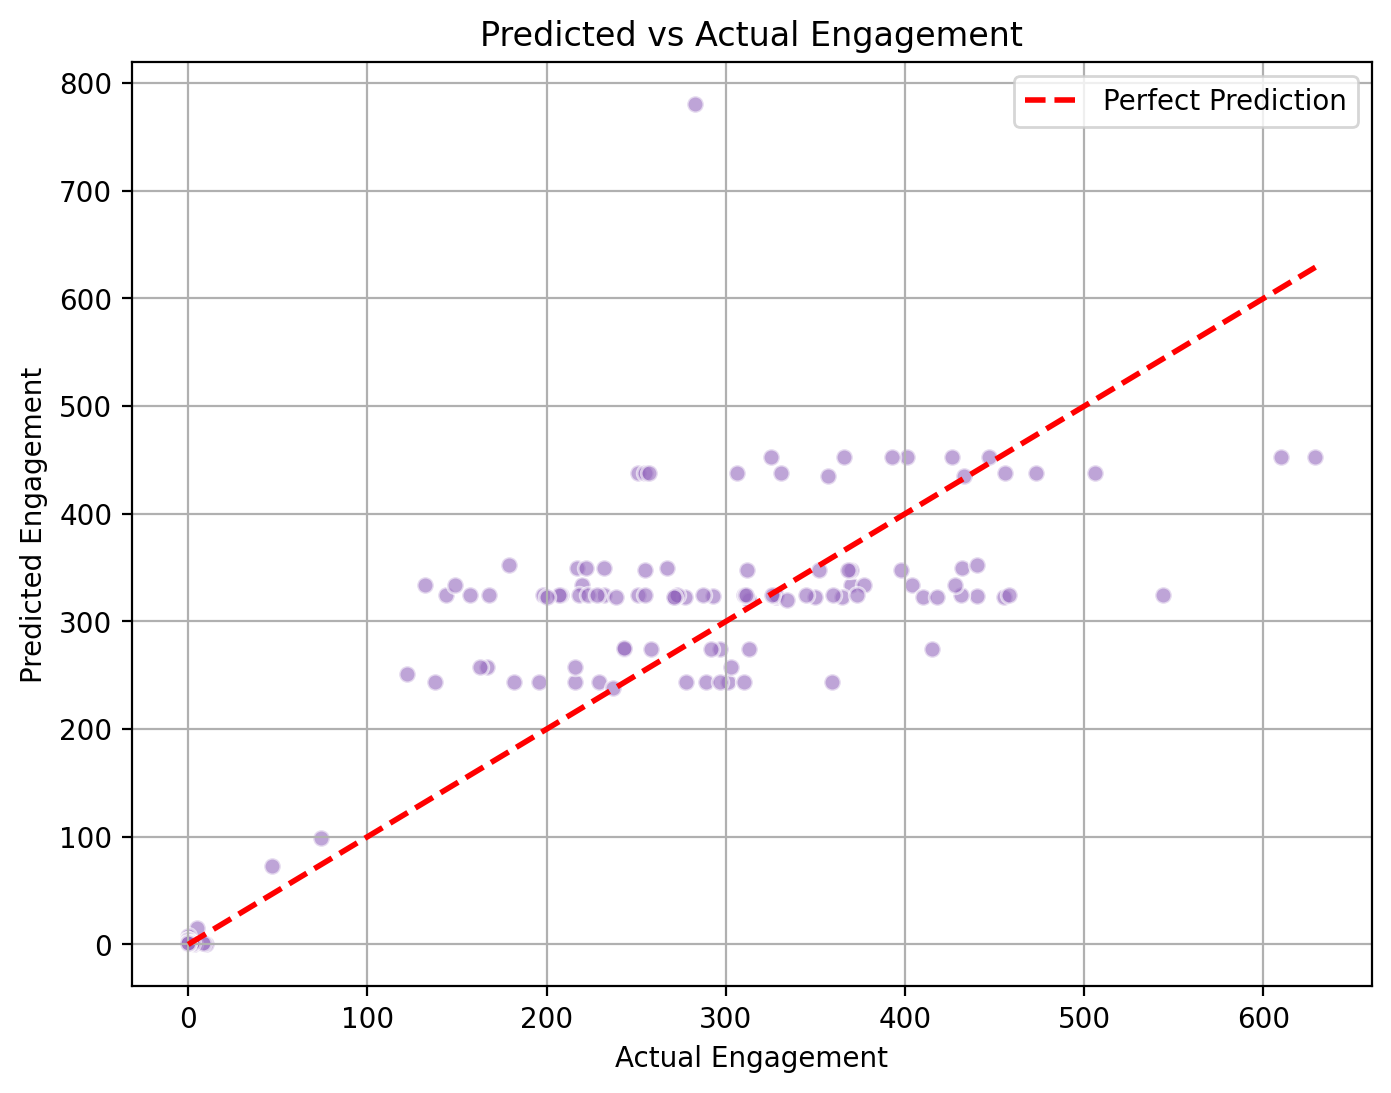 Predicted vs Actual Engagement
Perfect Prediction
800
700
600
500
400
300
200
100
0
Predicted Engagement
0 100 200 300 400 500 600
Actual Engagement